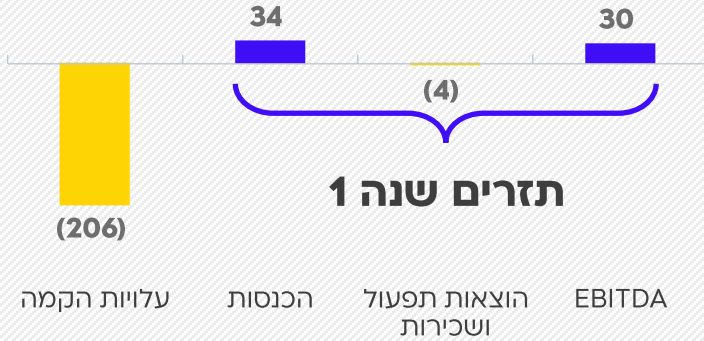 34
30
(4)
תזרים שנה 1
(206)
עלויות הקמה
הכנסות
הוצאות תפעול
ושכירות
EBITDA